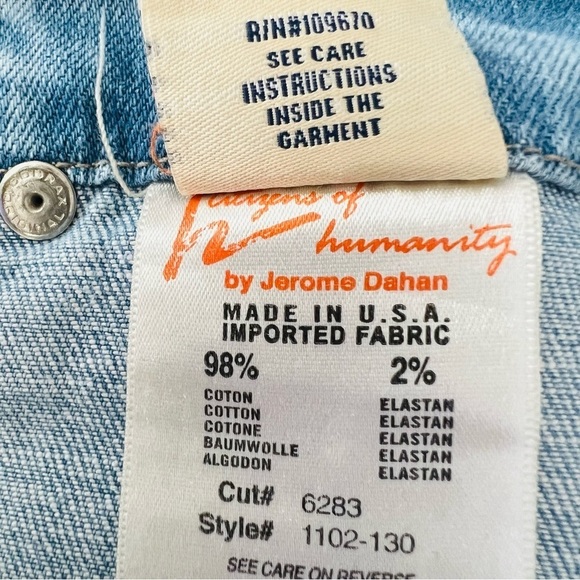 R/N#109670
SEE CARE
INSTRUCTIONS
INSIDE THE
GARMENT
citizens of
humanity
by Jerome Dahan
MADE IN U.S.A.
IMPORTED FABRIC
98% 2%
COTON ELASTAN
COTTON ELASTAN
COTONE ELASTAN
BAUMWOLLE ELASTAN
ALGODON ELASTAN
Cut# 6283
Style# 1102-130
SEE CARE ON REVERSE